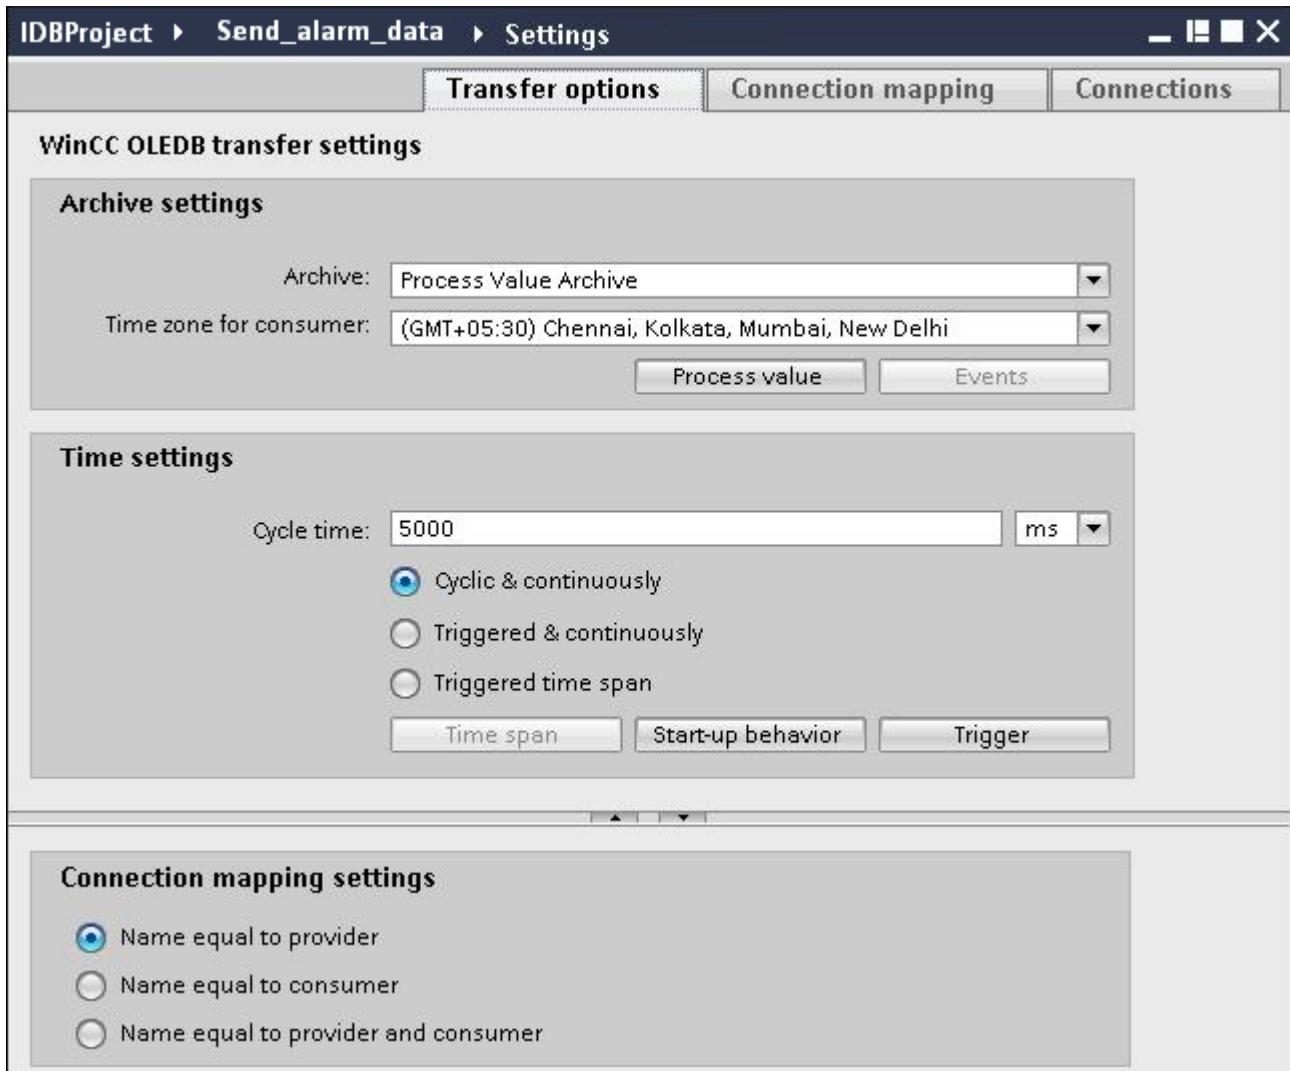 IDBProject Send_alarm_data Settings
Transfer options Connection mapping Connections
WinCC OLEDB transfer settings
Archive settings
Archive: Process Value Archive
Time zone for consumer: (GMT+05:30) Chennai, Kolkata, Mumbai, New Delhi
Process value Events
Time settings
Cycle time: 5000 ms
Cyclic & continuously
Triggered & continuously
Triggered time span
Time span Start-up behavior Trigger
Connection mapping settings
Name equal to provider
Name equal to consumer
Name equal to provider and consumer